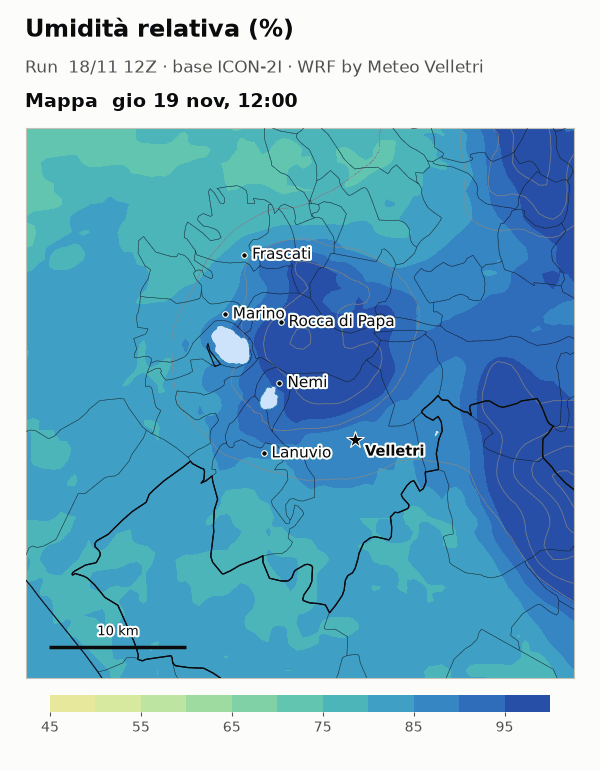 Umidità relativa (%)
Run  18/11 12Z · base ICON-2I · WRF by Meteo Velletri
Mappa  gio 19 nov, 12:00
Frascati
Marino
Rocca di Papa
Nemi
Velletri
Lanuvio
10 km
45 55 65 75 85 95